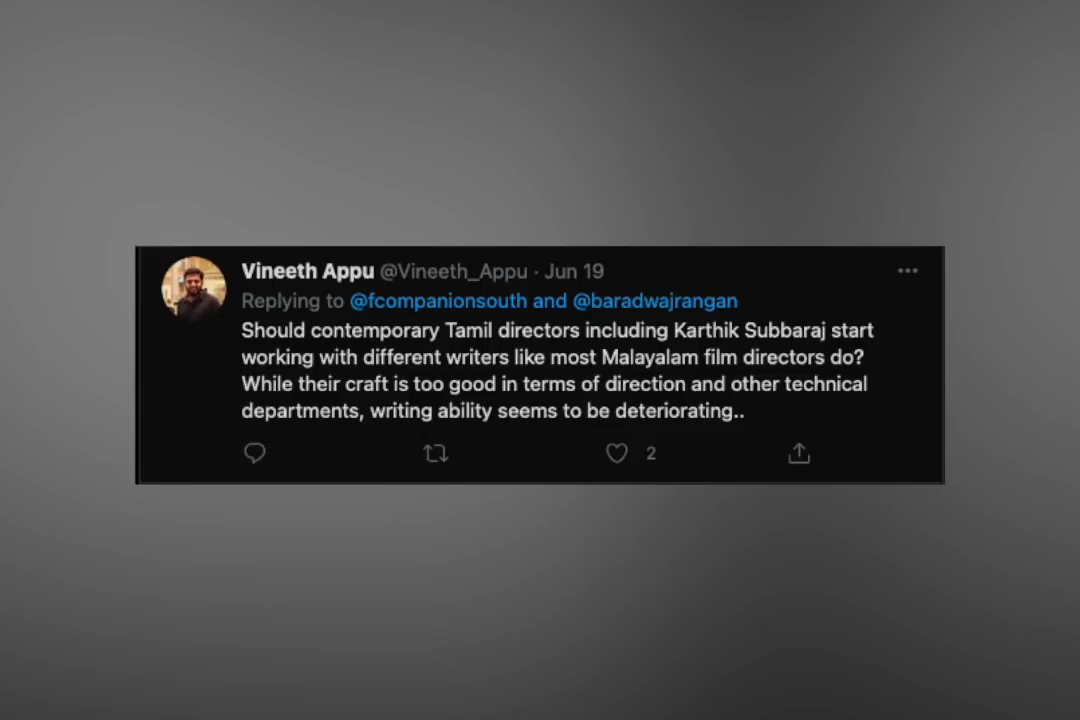 Vineeth Appu @Vineeth_Appu · Jun 19
Replying to @fcompanionsouth and @baradwajrangan
Should contemporary Tamil directors including Karthik Subbaraj start
working with different writers like most Malayalam film directors do?
While their craft is too good in terms of direction and other technical
departments, writing ability seems to be deteriorating..
2